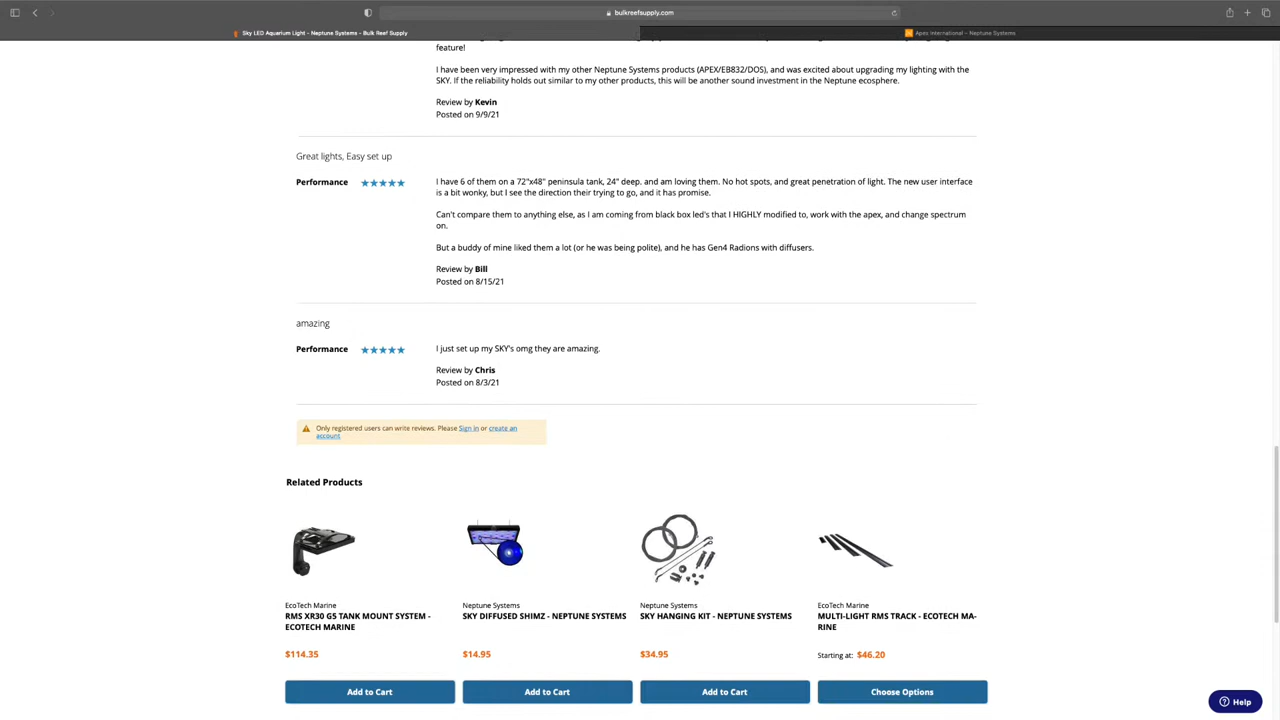 bulkreefsupply.com
Sky LED Aquarium Light - Neptune Systems - Bulk Reef Supply
Apex International – Neptune Systems
feature!
I have been very impressed with my other Neptune Systems products (APEX/EB832/DOS), and was excited about upgrading my lighting with the
SKY. If the reliability holds out similar to my other products, this will be another sound investment in the Neptune ecosphere.
Review by Kevin
Posted on 9/9/21
Great lights, Easy set up
Performance
I have 6 of them on a 72"x48" peninsula tank, 24" deep. and am loving them. No hot spots, and great penetration of light. The new user interface
is a bit wonky, but I see the direction their trying to go, and it has promise.
Can't compare them to anything else, as I am coming from black box led's that I HIGHLY modified to, work with the apex, and change spectrum
on.
But a buddy of mine liked them a lot (or he was being polite), and he has Gen4 Radions with diffusers.
Review by Bill
Posted on 8/15/21
amazing
Performance
I just set up my SKY's omg they are amazing.
Review by Chris
Posted on 8/3/21
Only registered users can write reviews. Please Sign in or create an
account
Related Products
EcoTech Marine
RMS XR30 G5 TANK MOUNT SYSTEM -
ECOTECH MARINE
$114.35
Add to Cart
Neptune Systems
SKY DIFFUSED SHIMZ - NEPTUNE SYSTEMS
$14.95
Add to Cart
Neptune Systems
SKY HANGING KIT - NEPTUNE SYSTEMS
$34.95
Add to Cart
EcoTech Marine
MULTI-LIGHT RMS TRACK - ECOTECH MA-
RINE
Starting at: $46.20
Choose Options
Help